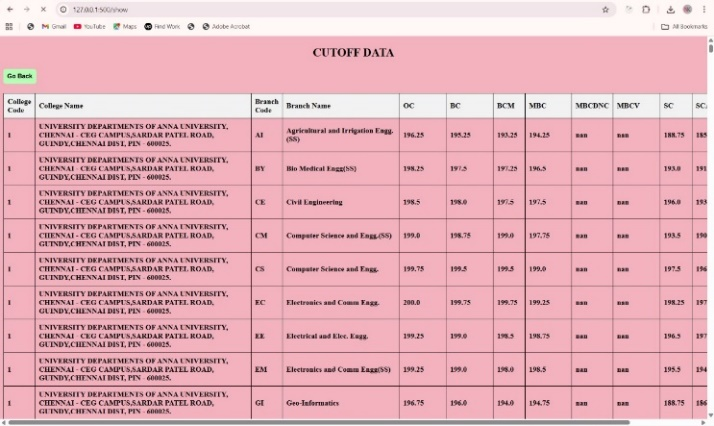 127.0.0.1:500/show
Gmail YouTube Maps Find Work Adobe Acrobat All Bookmarks
CUTOFF DATA
Go Back
College Code College Name Branch Code Branch Name OC BC BCM MBC MBCDNC MBCV SC
1 UNIVERSITY DEPARTMENTS OF ANNA UNIVERSITY, CHENNAI - CEG CAMPUS,SARDAR PATEL ROAD, GUINDY,CHENNAI DIST, PIN - 600025. AI Agricultural and Irrigation Engg. (SS) 196.25 195.25 193.25 194.25 nan nan 188.75 185
1 UNIVERSITY DEPARTMENTS OF ANNA UNIVERSITY, CHENNAI - CEG CAMPUS,SARDAR PATEL ROAD, GUINDY,CHENNAI DIST, PIN - 600025. BY Bio Medical Engg(SS) 198.25 197.5 197.25 196.5 nan nan 193.0 191
1 UNIVERSITY DEPARTMENTS OF ANNA UNIVERSITY, CHENNAI - CEG CAMPUS,SARDAR PATEL ROAD, GUINDY,CHENNAI DIST, PIN - 600025. CE Civil Engineering 198.5 198.0 197.5 197.5 nan nan 196.0 193
1 UNIVERSITY DEPARTMENTS OF ANNA UNIVERSITY, CHENNAI - CEG CAMPUS,SARDAR PATEL ROAD, GUINDY,CHENNAI DIST, PIN - 600025. CM Computer Science and Engg.(SS) 199.0 198.75 199.0 197.75 nan nan 193.5 190
1 UNIVERSITY DEPARTMENTS OF ANNA UNIVERSITY, CHENNAI - CEG CAMPUS,SARDAR PATEL ROAD, GUINDY,CHENNAI DIST, PIN - 600025. CS Computer Science and Engg. 199.75 199.5 199.5 199.0 nan nan 197.5 196
1 UNIVERSITY DEPARTMENTS OF ANNA UNIVERSITY, CHENNAI - CEG CAMPUS,SARDAR PATEL ROAD, GUINDY,CHENNAI DIST, PIN - 600025. EC Electronics and Comm Engg. 200.0 199.75 199.75 199.25 nan nan 198.25 197
1 UNIVERSITY DEPARTMENTS OF ANNA UNIVERSITY, CHENNAI - CEG CAMPUS,SARDAR PATEL ROAD, GUINDY,CHENNAI DIST, PIN - 600025. EE Electrical and Elec. Engg. 199.25 199.0 198.5 198.75 nan nan 196.5 197
1 UNIVERSITY DEPARTMENTS OF ANNA UNIVERSITY, CHENNAI - CEG CAMPUS,SARDAR PATEL ROAD, GUINDY,CHENNAI DIST, PIN - 600025. EM Electronics and Comm Engg(SS) 199.25 199.0 198.0 198.5 nan nan 195.5 194
1 UNIVERSITY DEPARTMENTS OF ANNA UNIVERSITY, CHENNAI - CEG CAMPUS,SARDAR PATEL ROAD, GUINDY,CHENNAI DIST, PIN - 600025. GI Geo-Informatics 196.75 196.0 194.0 194.75 nan nan 188.75 186